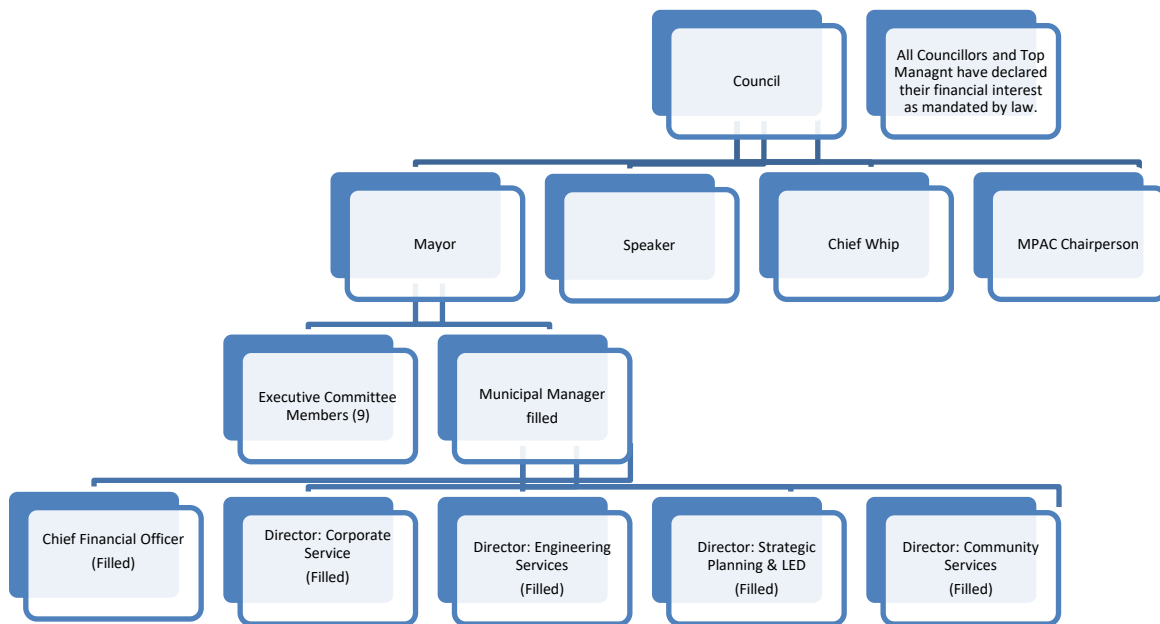 Council
All Councillors and Top
Managnt have declared
their financial interest
as mandated by law.
Mayor
Speaker
Chief Whip
MPAC Chairperson
Executive Committee
Members (9)
Municipal Manager
filled
Chief Financial Officer
(Filled)
Director: Corporate
Service
(Filled)
Director: Engineering
Services
(Filled)
Director: Strategic
Planning & LED
(Filled)
Director: Community
Services
(Filled)